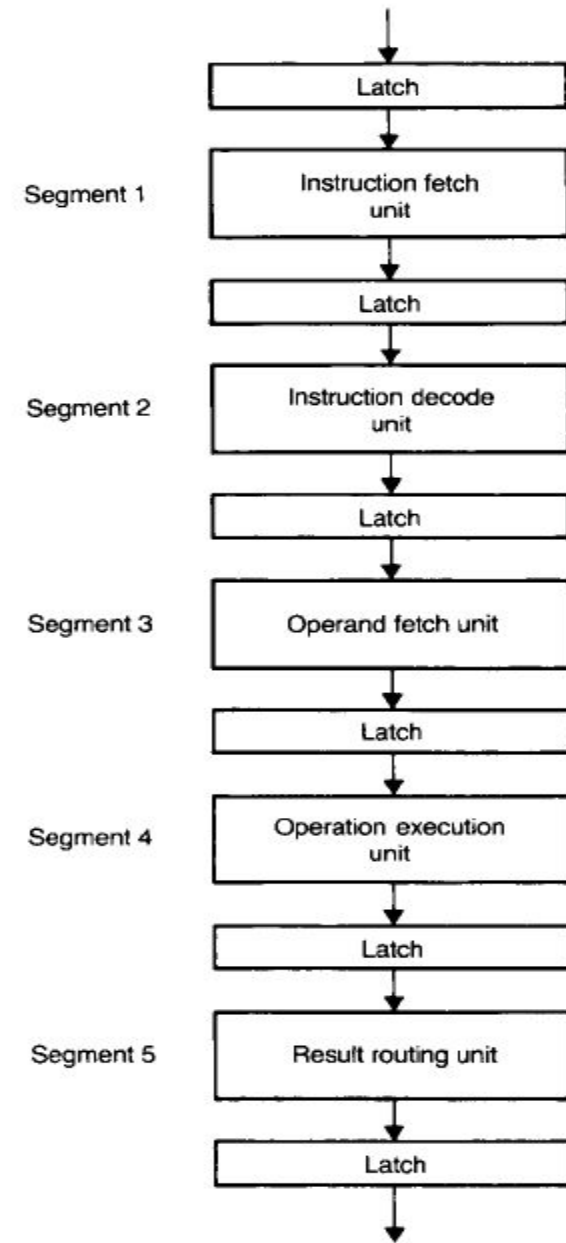 Latch
Segment 1
Instruction fetch
unit
Latch
Segment 2
Instruction decode
unit
Latch
Segment 3
Operand fetch unit
Latch
Segment 4
Operation execution
unit
Latch
Segment 5
Result routing unit
Latch